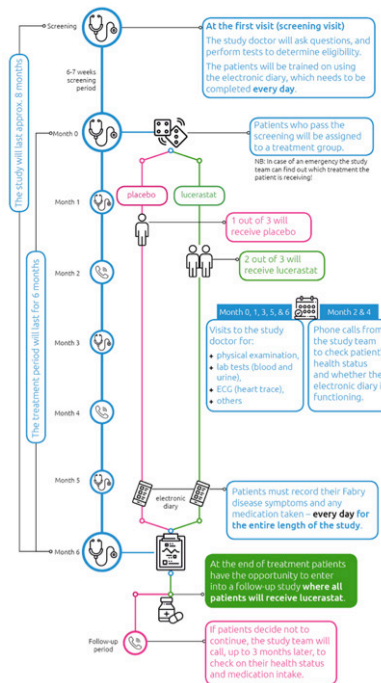 Screening
At the first visit (screening visit)
The study doctor will ask questions, and
perform tests to determine eligibility.
The patients will be trained on using
the electronic diary, which needs to be
completed every day.
6-7 weeks
screening
period
The study will last approx. 8 months
Month 0
Patients who pass the
screening will be assigned
to a treatment group.
NB: in case of an emergency the study
team can find out which treatment the
patient is receiving!
placebo
lucerastat
Month 1
1 out of 3 will
receive placebo
2 out of 3 will
receive lucerastat
Month 2
The treatment period will last for 6 months
Month 0, 1, 3, 5, & 6
Month 2 & 4
Visits to the study
doctor for:
physical examination,
lab tests (blood and
urine),
ECG (heart trace),
others
Phone calls from
the study team
to check patient
health status
and whether the
electronic diary i
functioning.
Month 3
Month 4
Month 5
electronic
diary
Patients must record their Fabry
disease symptoms and any
medication taken – every day for
the entire length of the study.
Month 6
At the end of treatment patients
have the opportunity to enter
into a follow-up study where all
patients will receive lucerastat.
Follow-up
period
If patients decide not to
continue, the study team will
call, up to 3 months later, to
check on their health status
and medication intake.